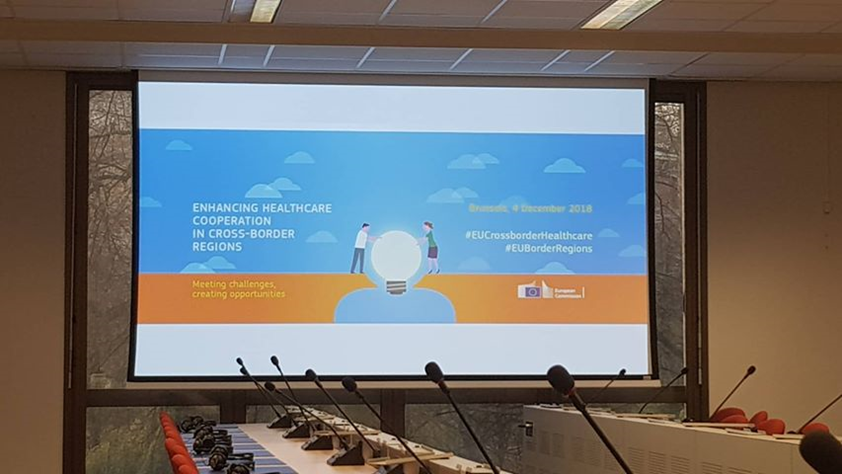 ENHANCING HEALTHCARE
COOPERATION
IN CROSS-BORDER
REGIONS
Meeting challenges,
creating opportunities
Brussels, 4 December 2018
#EUCrossborderHealthcare
#EUBorderRegions
European
Commission